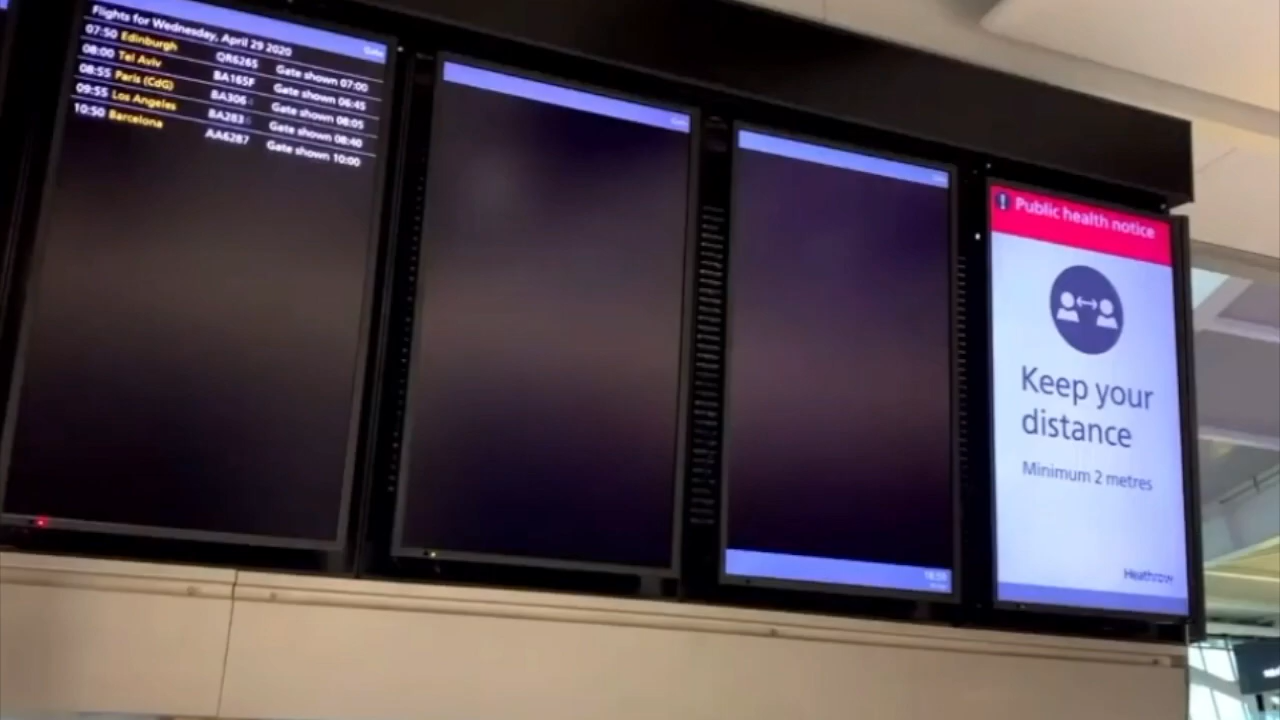 Flights for Wednesday, April 29 2020
Gate
07:50 Edinburgh QR6265 Gate shown 07:00
08:00 Tel Aviv BA165F Gate shown 06:45
08:55 Paris (CdG) BA306 Gate shown 08:05
09:55 Los Angeles BA283 Gate shown 08:40
10:50 Barcelona AA6287 Gate shown 10:00
! Public health notice
Keep your
distance
Minimum 2 metres
Heathrow